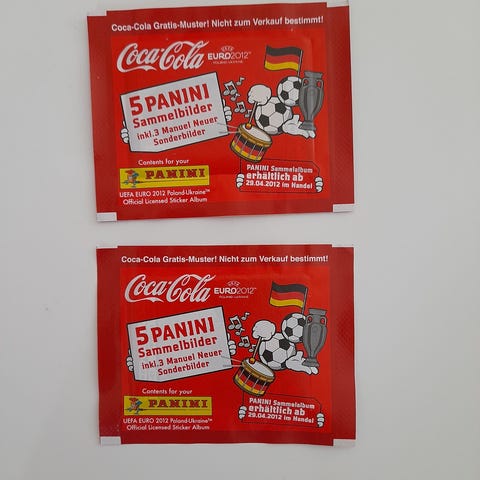 Coca-Cola Gratis-Muster! Nicht zum Verkauf bestimmt!
Coca-Cola
UEFA
EURO2012™
POLAND-UKRAINE
5 PANINI
Sammelbilder
inkl.3 Manuel Neuer
Sonderbilder
Contents for your
PANINI
UEFA EURO 2012 Poland-Ukraine™
Official Licensed Sticker Album
PANINI Sammelalbum
erhältlich ab
29.04.2012 im Handel
Coca-Cola Gratis-Muster! Nicht zum Verkauf bestimmt!
Coca-Cola
UEFA
EURO2012™
POLAND-UKRAINE
5 PANINI
Sammelbilder
inkl.3 Manuel Neuer
Sonderbilder
Contents for your
PANINI
UEFA EURO 2012 Poland-Ukraine™
Official Licensed Sticker Album
PANINI Sammelalbum
erhältlich ab
29.04.2012 im Handel